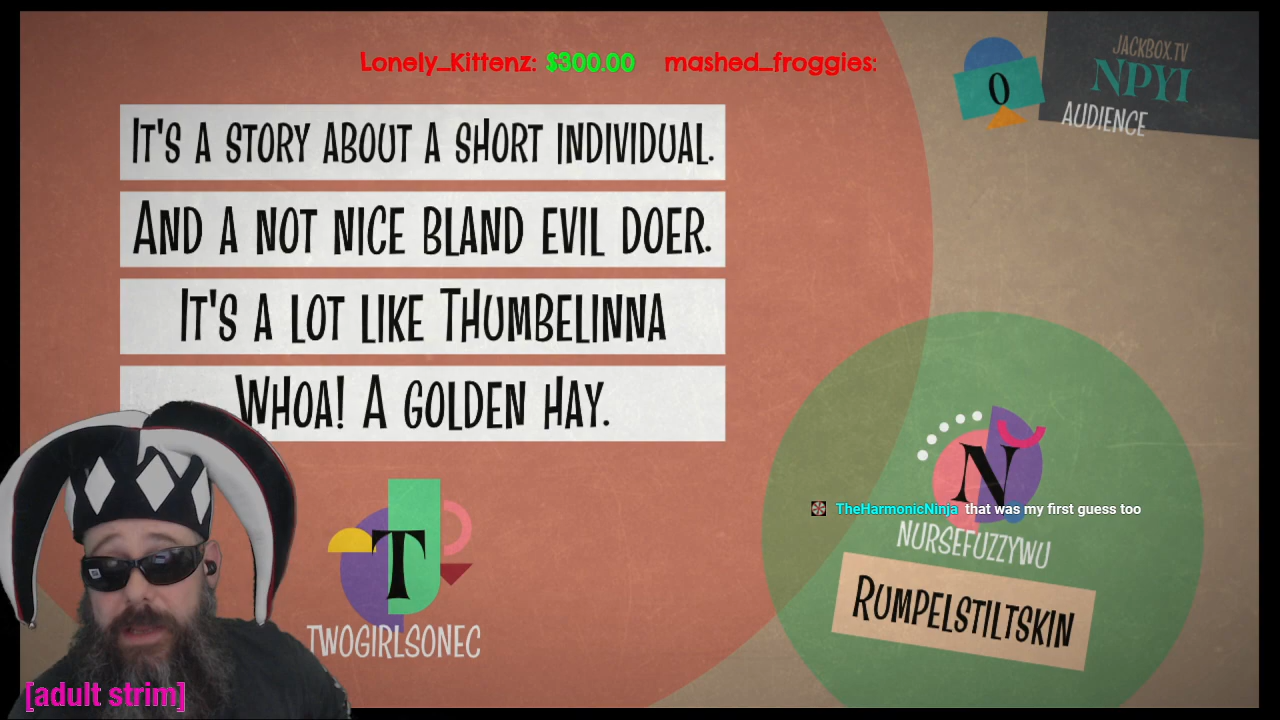 Lonely_Kittenz: $300.00 mashed_froggies:
JACKBOX.TV
NPYI
0
AUDIENCE
IT'S A STORY ABOUT A SHORT INDIVIDUAL.
AND A NOT NICE BLAND EVIL DOER.
IT'S A LOT LIKE THUMBELINNA
WHOA! A GOLDEN HAY.
T
TWOGIRLSONEC
N
TheHarmonicNinja that was my first guess too
NURSEFUZZYWU
RUMPELSTILTSKIN
[adult strim]